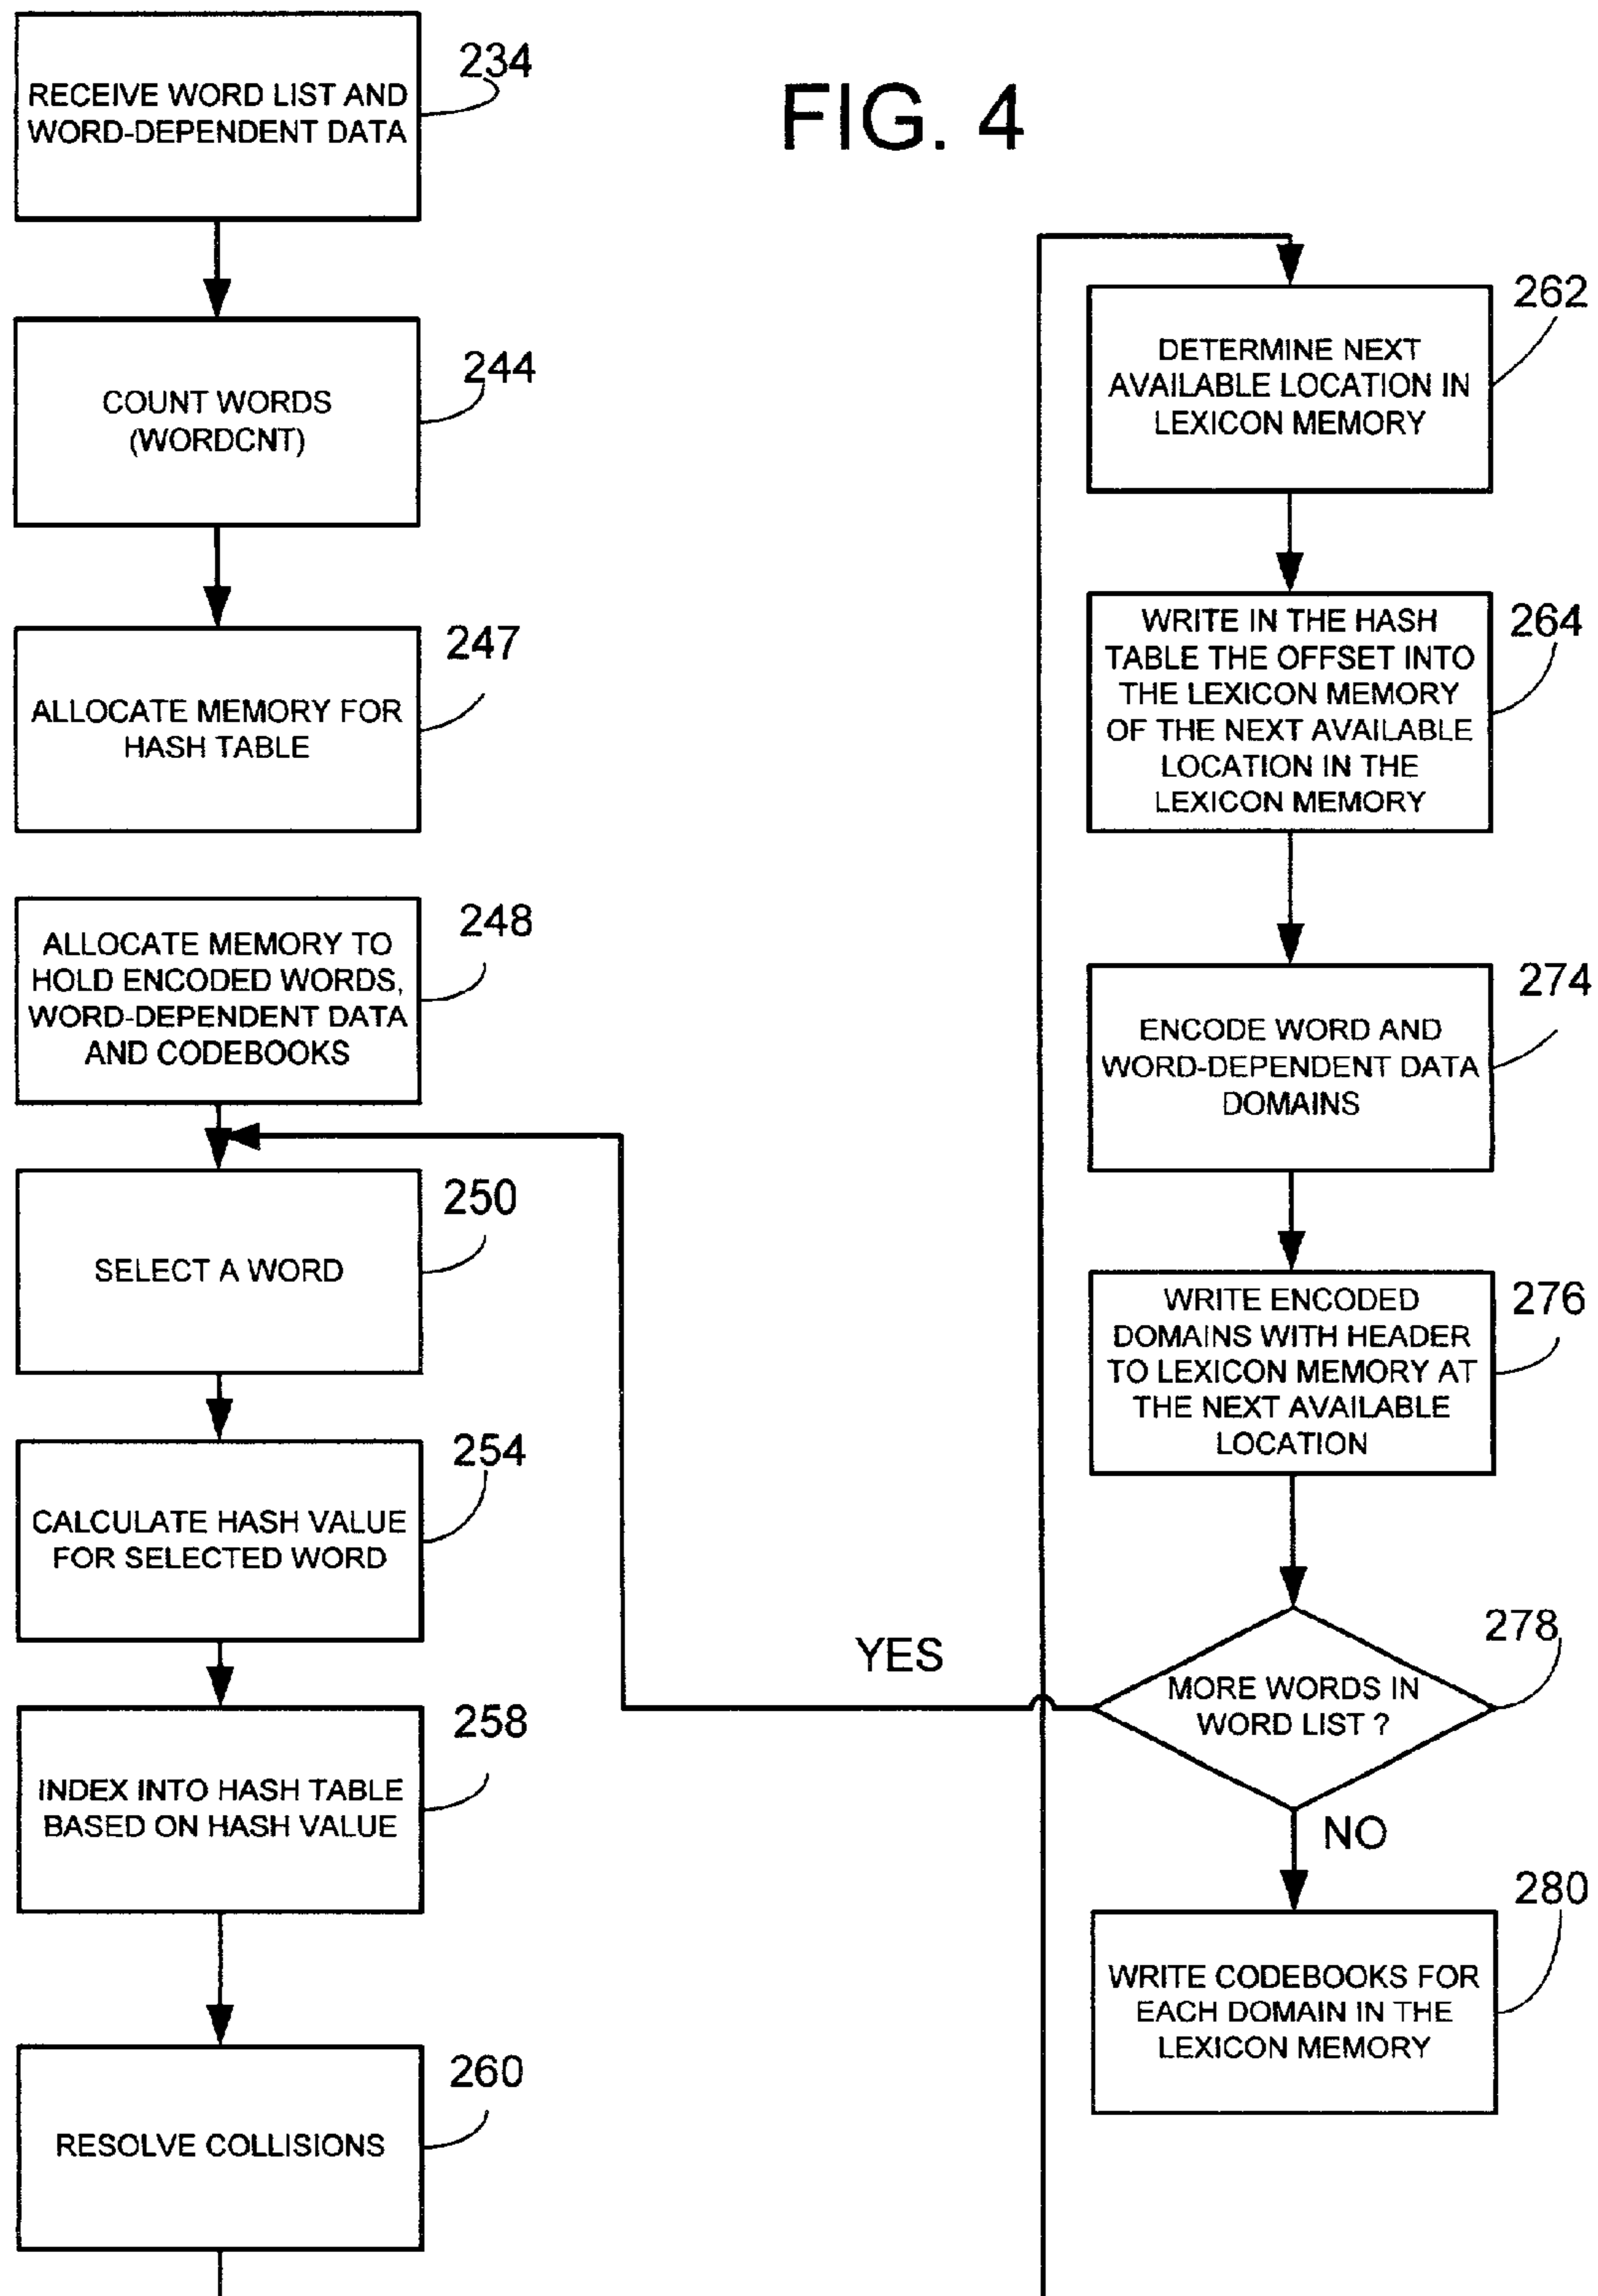 FIG. 4
RECEIVE WORD LIST AND
WORD-DEPENDENT DATA
234
COUNT WORDS
(WORDCNT)
244
ALLOCATE MEMORY FOR
HASH TABLE
247
ALLOCATE MEMORY TO
HOLD ENCODED WORDS,
WORD-DEPENDENT DATA
AND CODEBOOKS
248
SELECT A WORD
250
CALCULATE HASH VALUE
FOR SELECTED WORD
254
INDEX INTO HASH TABLE
BASED ON HASH VALUE
258
RESOLVE COLLISIONS
260
DETERMINE NEXT
AVAILABLE LOCATION IN
LEXICON MEMORY
262
WRITE IN THE HASH
TABLE THE OFFSET INTO
THE LEXICON MEMORY
OF THE NEXT AVAILABLE
LOCATION IN THE
LEXICON MEMORY
264
ENCODE WORD AND
WORD-DEPENDENT DATA
DOMAINS
274
WRITE ENCODED
DOMAINS WITH HEADER
TO LEXICON MEMORY AT
THE NEXT AVAILABLE
LOCATION
276
MORE WORDS IN
WORD LIST ?
278
YES
NO
WRITE CODEBOOKS FOR
EACH DOMAIN IN THE
LEXICON MEMORY
280